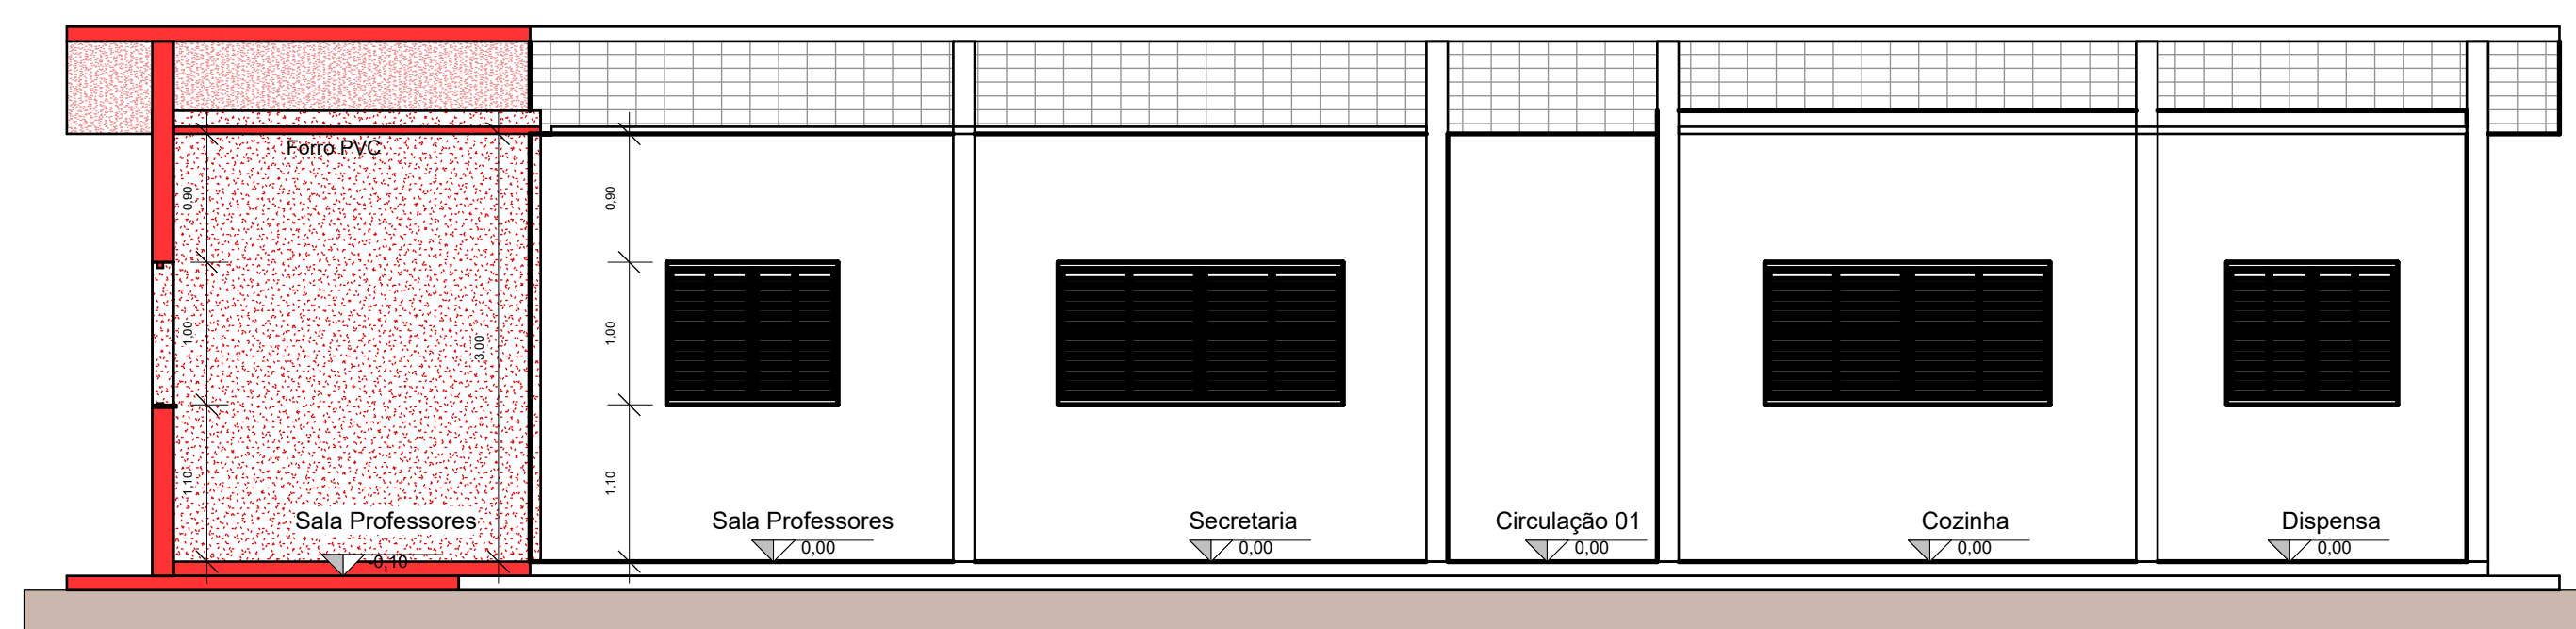 Forro PVC
0,90
1,00
1,10
3,00
0,90
1,00
1,10
Sala Professores
-0,10
Sala Professores
0,00
Secretaria
0,00
Circulação 01
0,00
Cozinha
0,00
Dispensa
0,00